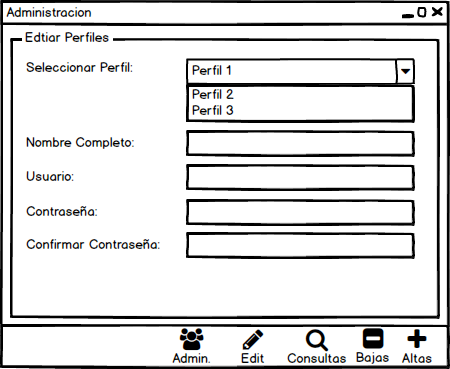 Administracion
Edtiar Perfiles
Seleccionar Perfil:
Perfil 1
Perfil 2
Perfil 3
Nombre Completo:
Usuario:
Contraseña:
Confirmar Contraseña:
Admin. Edit Consultas Bajas Altas